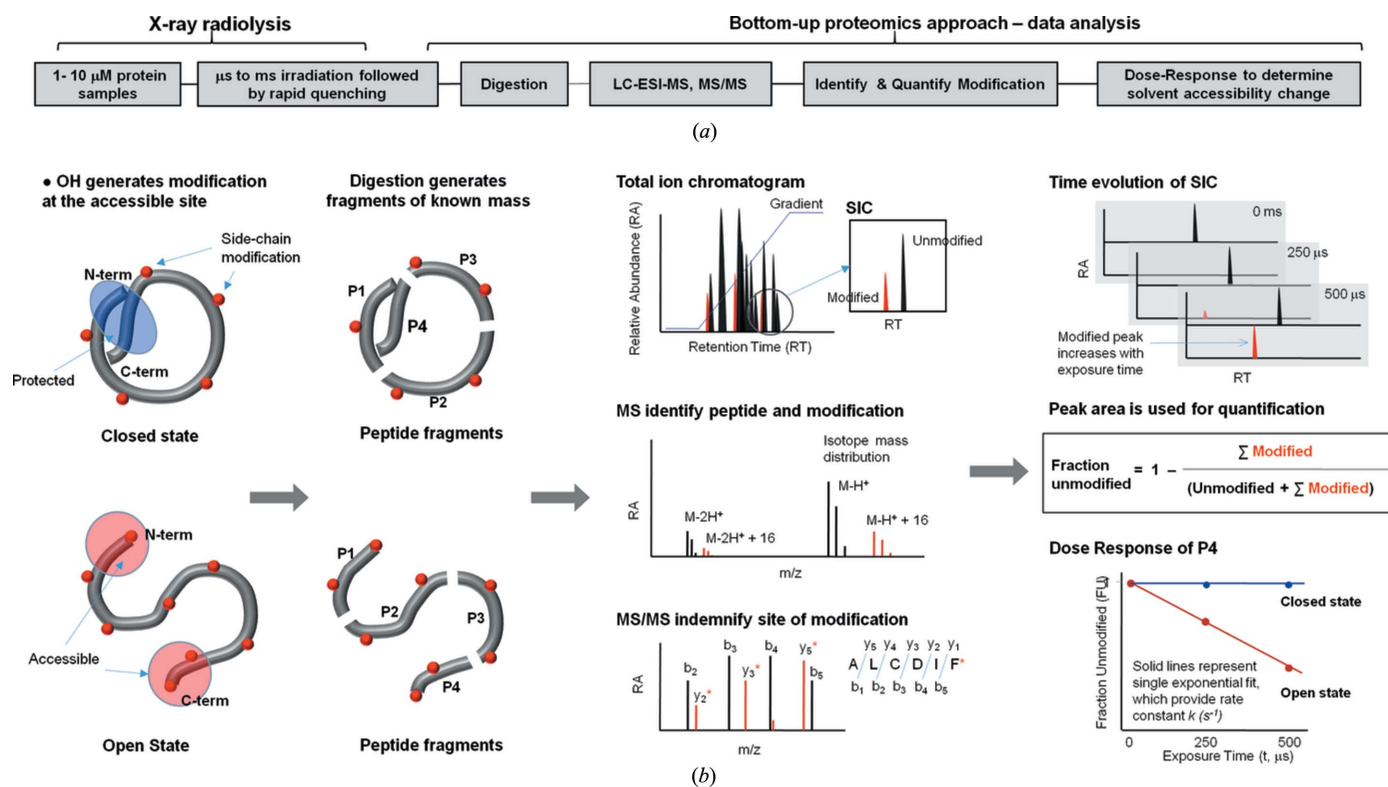 X-ray radiolysis
Bottom-up proteomics approach – data analysis
1- 10 μM protein
samples
μs to ms irradiation followed
by rapid quenching
Digestion
LC-ESI-MS, MS/MS
Identify & Quantify Modification
Dose-Response to determine
solvent accessibility change
(a)
● OH generates modification
at the accessible site
Side-chain
modification
N-term
Protected
C-term
Closed state
N-term
Accessible
C-term
Open State
Digestion generates
fragments of known mass
P1
P3
P4
P2
Peptide fragments
P1
P2
P3
P4
Peptide fragments
Total ion chromatogram
Relative Abundance (RA)
Gradient
Retention Time (RT)
SIC
Unmodified
Modified
RT
MS identify peptide and modification
RA
Isotope mass
distribution
M-2H⁺
M-2H⁺ + 16
M-H⁺
M-H⁺ + 16
m/z
MS/MS indemnify site of modification
RA
b₂
y₂*
b₃
y₃*
b₄
y₅*
b₅
m/z
y₅ y₄ y₃ y₂ y₁
A L C D I F*
b₁ b₂ b₃ b₄ b₅
Time evolution of SIC
RA
0 ms
250 μs
500 μs
Modified peak
increases with
exposure time
RT
Peak area is used for quantification
Fraction
unmodified
= 1 –
∑ Modified
(Unmodified + ∑ Modified)
Dose Response of P4
Fraction Unmodified (FU)
1
Closed state
Open state
Solid lines represent
single exponential fit,
which provide rate
constant k (s⁻¹)
0 250 500
Exposure Time (t, μs)
(b)